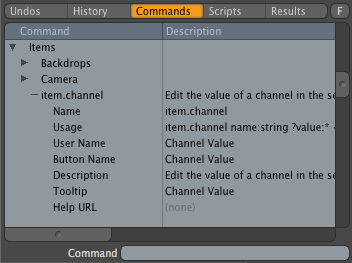 Undos History Commands Scripts Results F
Command Description
Items
Backdrops
Camera
item.channel Edit the value of a channel in the se
Name item.channel
Usage item.channel name:string ?value:*
User Name Channel Value
Button Name Channel Value
Description Edit the value of a channel in the se
Tooltip Channel Value
Help URL (none)
Command